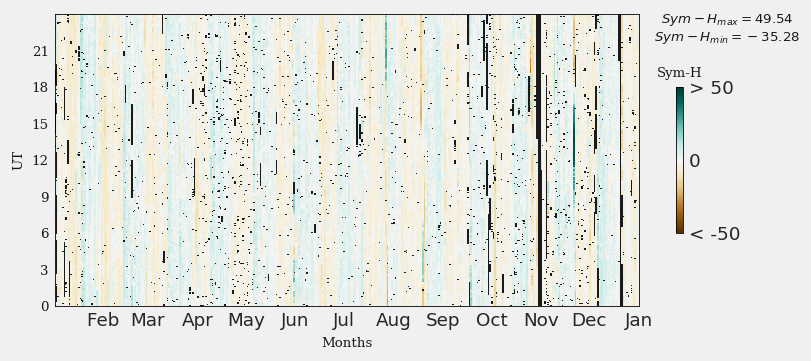 Sym − H_max = 49.54
Sym − H_min = −35.28
Sym-H
> 50
0
< -50
UT
21
18
15
12
9
6
3
0
Feb Mar Apr May Jun Jul Aug Sep Oct Nov Dec Jan
Months